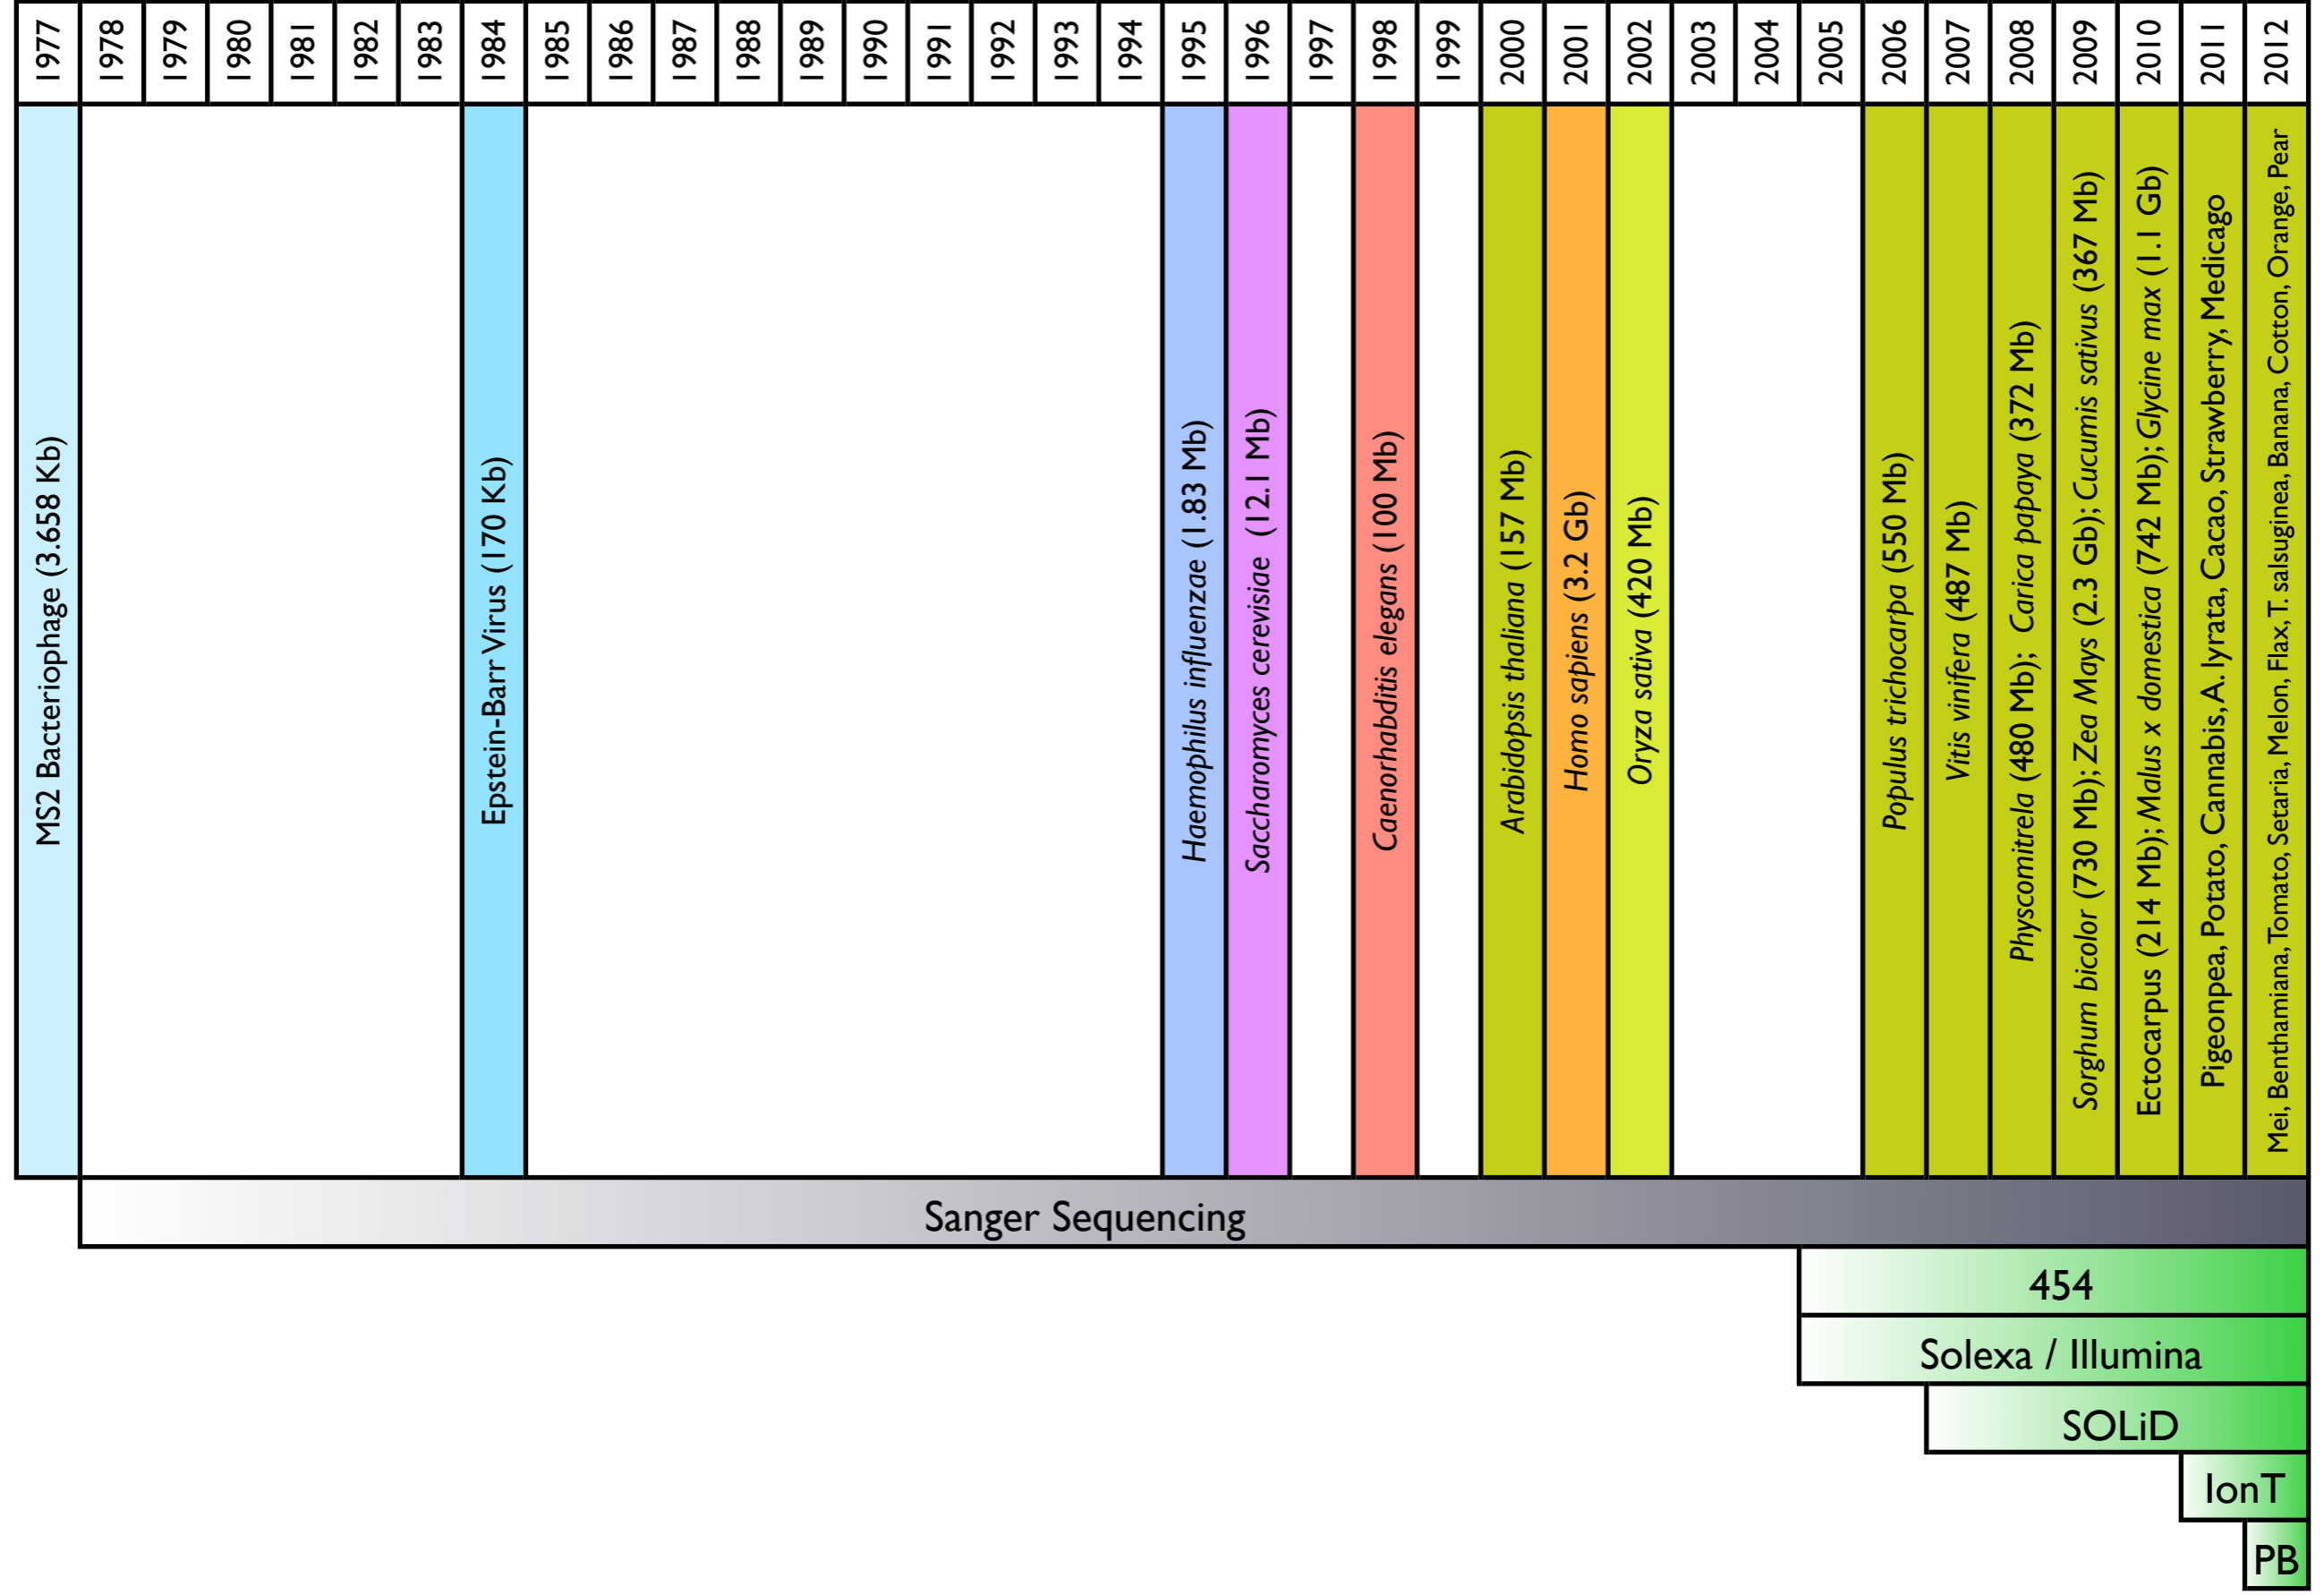 1977
1978
1979
1980
1981
1982
1983
1984
1985
1986
1987
1988
1989
1990
1991
1992
1993
1994
1995
1996
1997
1998
1999
2000
2001
2002
2003
2004
2005
2006
2007
2008
2009
2010
2011
2012
MS2 Bacteriophage (3.658 Kb)
Epstein-Barr Virus (170 Kb)
Haemophilus influenzae (1.83 Mb)
Saccharomyces cerevisiae (12.1 Mb)
Caenorhabditis elegans (100 Mb)
Arabidopsis thaliana (157 Mb)
Homo sapiens (3.2 Gb)
Oryza sativa (420 Mb)
Populus trichocarpa (550 Mb)
Vitis vinifera (487 Mb)
Physcomitrela (480 Mb); Carica papaya (372 Mb)
Sorghum bicolor (730 Mb); Zea Mays (2.3 Gb); Cucumis sativus (367 Mb)
Ectocarpus (214 Mb); Malus x domestica (742 Mb); Glycine max (1.1 Gb)
Pigeonpea, Potato, Cannabis, A. lyrata, Cacao, Strawberry, Medicago
Mei, Benthamiana, Tomato, Setaria, Melon, Flax, T. salsuginea, Banana, Cotton, Orange, Pear
Sanger Sequencing
454
Solexa / Illumina
SOLiD
IonT
PB